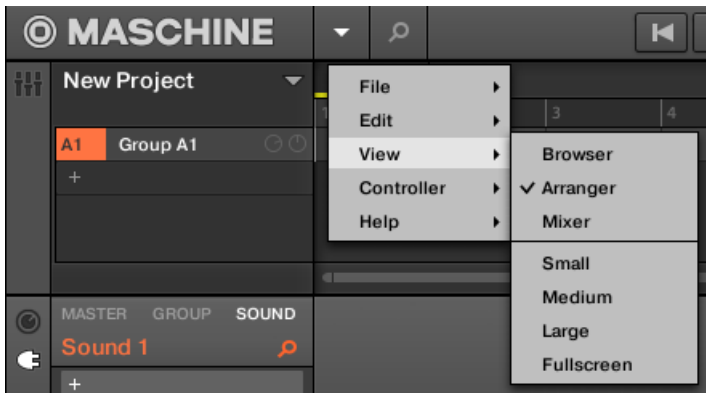 MASCHINE
New Project
File
Edit
3
4
A1
Group A1
View
Browser
+
Controller
Arranger
Help
Mixer
Small
Medium
MASTER
GROUP
SOUND
Large
Sound 1
Fullscreen
+